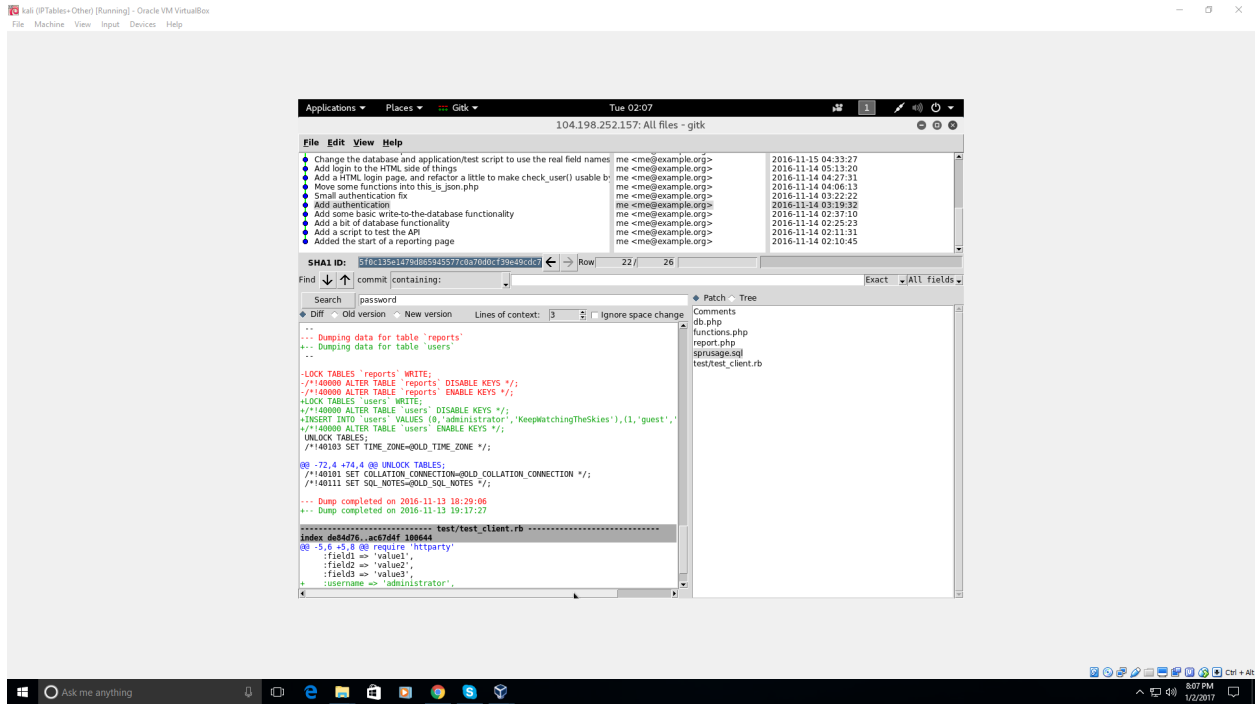 kali (IPTables+Other) [Running] - Oracle VM VirtualBox
File Machine View Input Devices Help
Applications Places Gitk Tue 02:07 1
104.198.252.157: All files - gitk
File Edit View Help
Change the database and application/test script to use the real field names me <me@example.org> 2016-11-15 04:33:27
Add login to the HTML side of things me <me@example.org> 2016-11-14 05:13:20
Add a HTML login page, and refactor a little to make check_user() usable by me <me@example.org> 2016-11-14 04:27:31
Move some functions into this_is_json.php me <me@example.org> 2016-11-14 04:06:13
Small authentication fix me <me@example.org> 2016-11-14 03:22:22
Add authentication me <me@example.org> 2016-11-14 03:19:32
Add some basic write-to-the-database functionality me <me@example.org> 2016-11-14 02:37:10
Add a bit of database functionality me <me@example.org> 2016-11-14 02:25:23
Add a script to test the API me <me@example.org> 2016-11-14 02:11:31
Added the start of a reporting page me <me@example.org> 2016-11-14 02:10:45
SHA1 ID: 5f0c135e1479d865945577c0a70d0cf39e49cdc7 Row 22 / 26
Find commit containing: Exact All fields
Search password
Patch Tree
Diff Old version New version Lines of context: 3 Ignore space change
Comments
db.php
functions.php
report.php
sprusage.sql
test/test_client.rb
--
--- Dumping data for table `reports`
+-- Dumping data for table `users`
--
-LOCK TABLES `reports` WRITE;
-/*!40000 ALTER TABLE `reports` DISABLE KEYS */;
-/*!40000 ALTER TABLE `reports` ENABLE KEYS */;
+LOCK TABLES `users` WRITE;
+/*!40000 ALTER TABLE `users` DISABLE KEYS */;
+INSERT INTO `users` VALUES (0,'administrator','KeepWatchingTheSkies'),(1,'guest','
+/*!40000 ALTER TABLE `users` ENABLE KEYS */;
UNLOCK TABLES;
/*!40103 SET TIME_ZONE=@OLD_TIME_ZONE */;
@@ -72,4 +74,4 @@ UNLOCK TABLES;
/*!40101 SET COLLATION_CONNECTION=@OLD_COLLATION_CONNECTION */;
/*!40111 SET SQL_NOTES=@OLD_SQL_NOTES */;
--- Dump completed on 2016-11-13 18:29:06
+-- Dump completed on 2016-11-13 19:17:27
----------------------------- test/test_client.rb -----------------------------
index de84d76..ac67d4f 100644
@@ -5,6 +5,8 @@ require 'httparty'
:field1 => 'value1',
:field2 => 'value2',
:field3 => 'value3',
+ :username => 'administrator',
Ctrl + Alt
Ask me anything
8:07 PM
1/2/2017